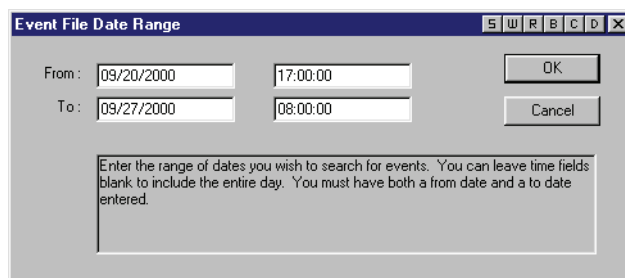 Event File Date Range S W R B C D X
From : 09/20/2000 17:00:00 OK
To : 09/27/2000 08:00:00 Cancel
Enter the range of dates you wish to search for events. You can leave time fields
blank to include the entire day. You must have both a from date and a to date
entered.